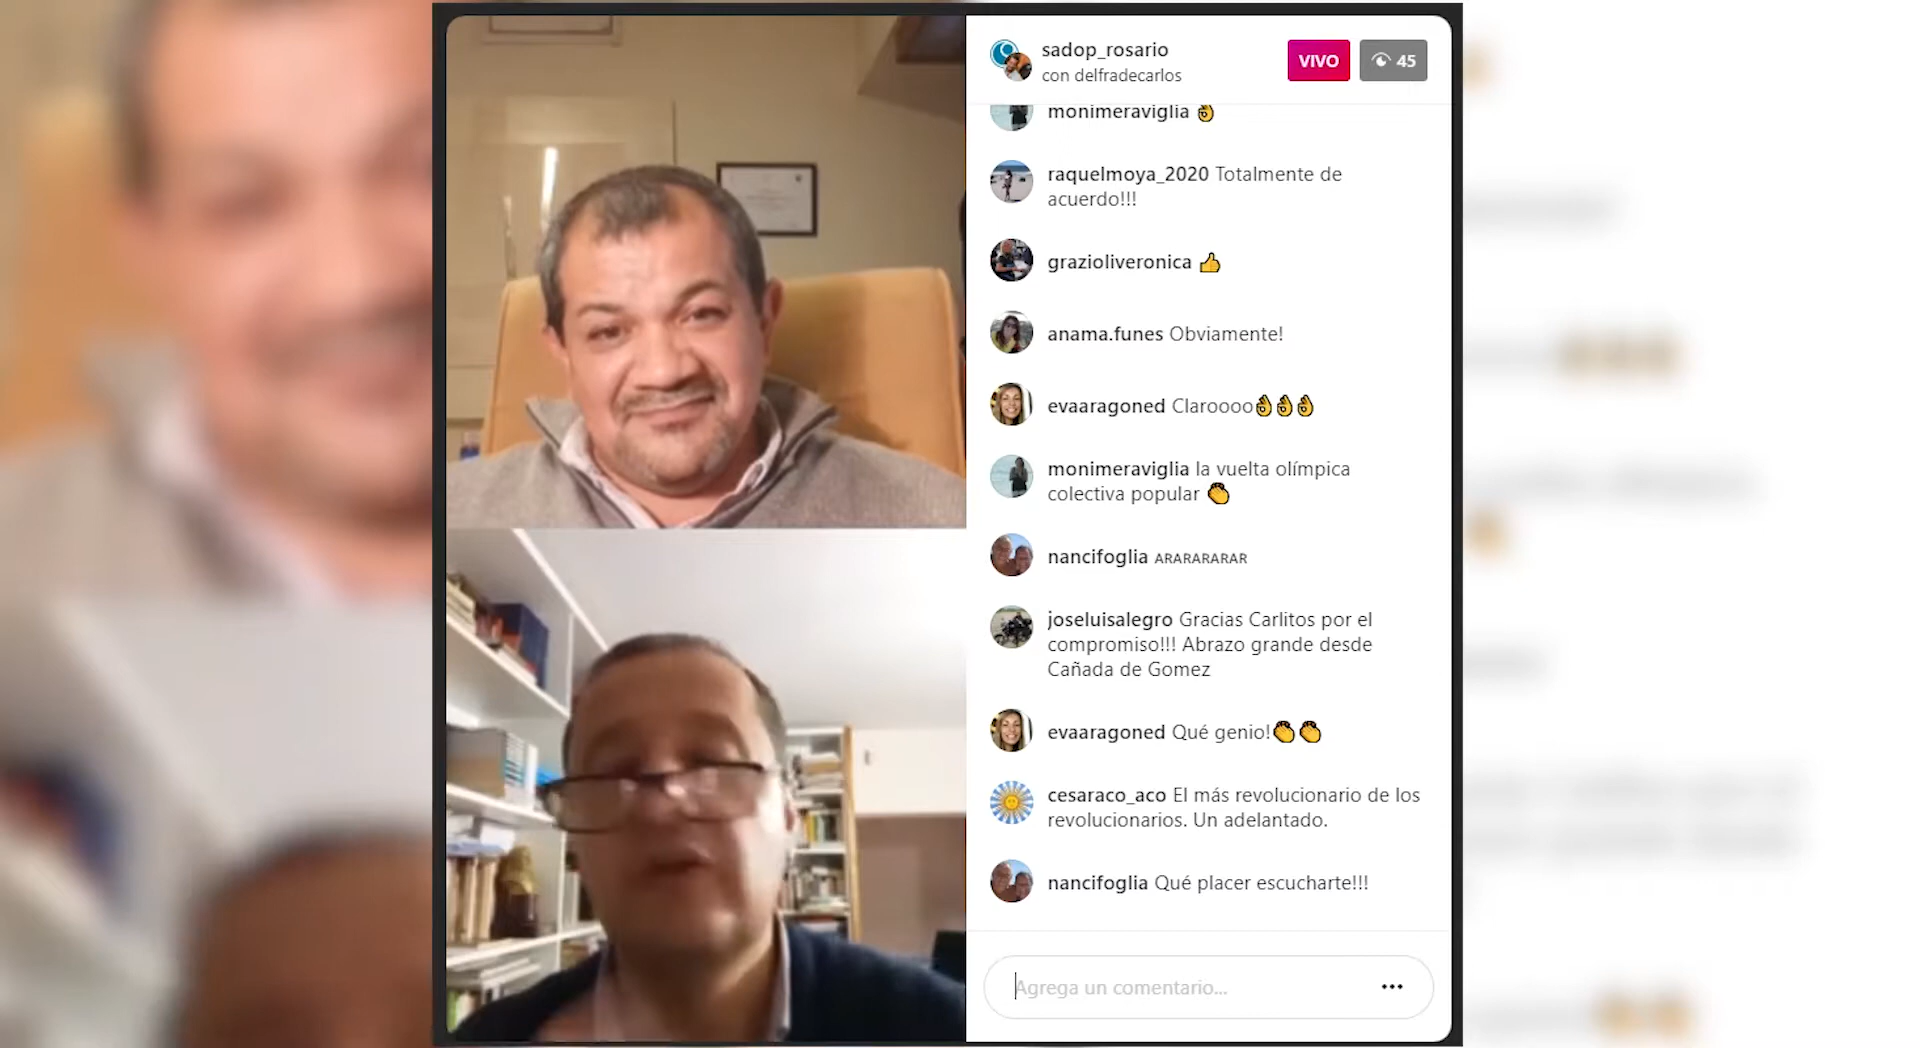 sadop_rosario
con delfradecarlos
VIVO
45
monimeraviglia 👌
raquelmoya_2020 Totalmente de
acuerdo!!!
grazioliveronica 👍
anama.funes Obviamente!
evaaragoned Claroooo👌👌👌
monimeraviglia la vuelta olímpica
colectiva popular 👏
nancifoglia ᴀʀᴀʀᴀʀᴀʀᴀʀ
joseluisalegro Gracias Carlitos por el
compromiso!!! Abrazo grande desde
Cañada de Gomez
evaaragoned Qué genio!👏👏
cesaraco_aco El más revolucionario de los
revolucionarios. Un adelantado.
nancifoglia Qué placer escucharte!!!
Agrega un comentario...